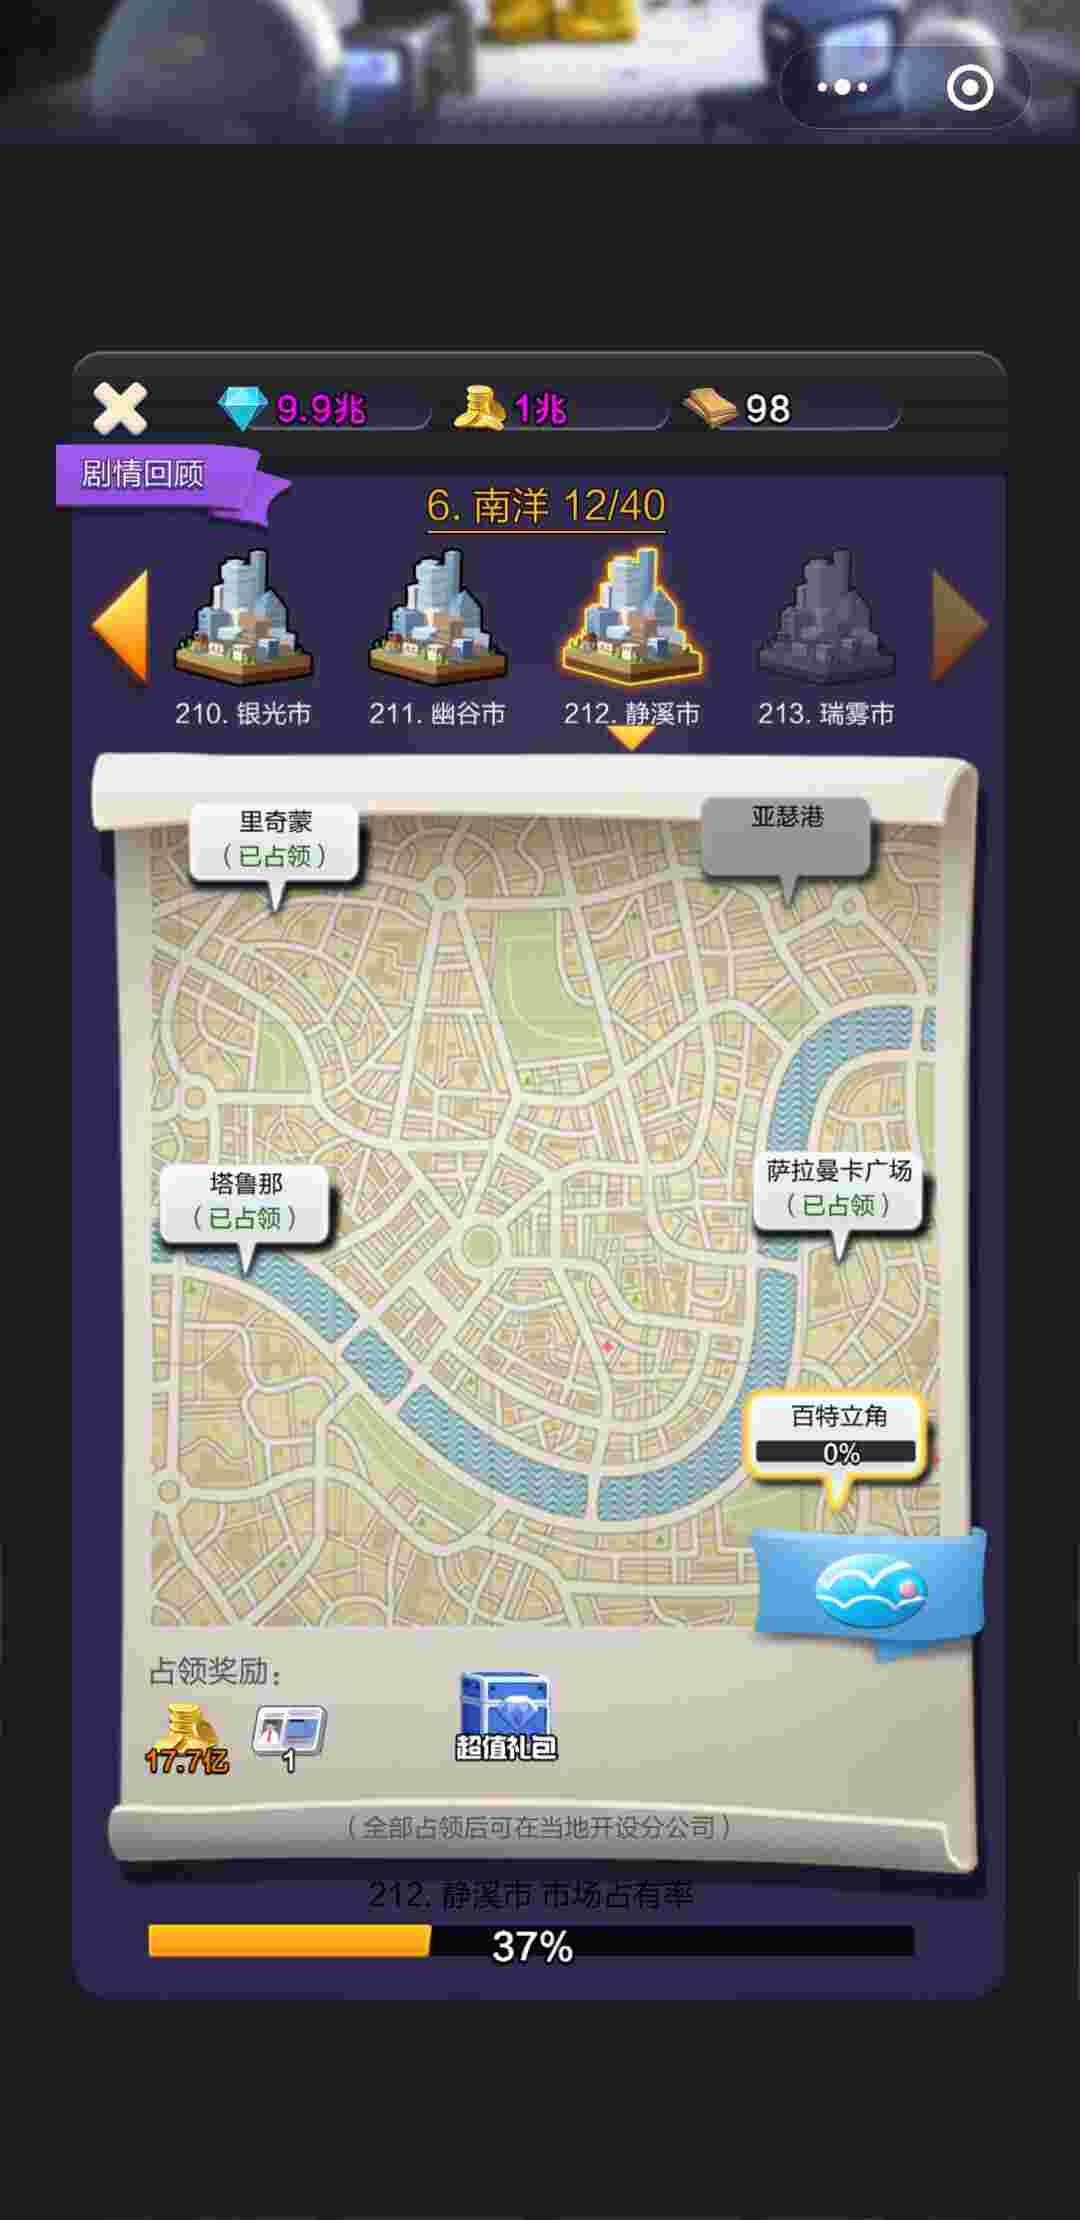 9.9兆
1兆
98
剧情回顾
6. 南洋 12/40
210. 银光市
211. 幽谷市
212. 静溪市
213. 瑞雾市
里奇蒙
（已占领）
亚瑟港
塔鲁那
（已占领）
萨拉曼卡广场
（已占领）
百特立角
0%
占领奖励：
17.7亿
1
超值礼包
（全部占领后可在当地开设分公司）
212. 静溪市 市场占有率
37%